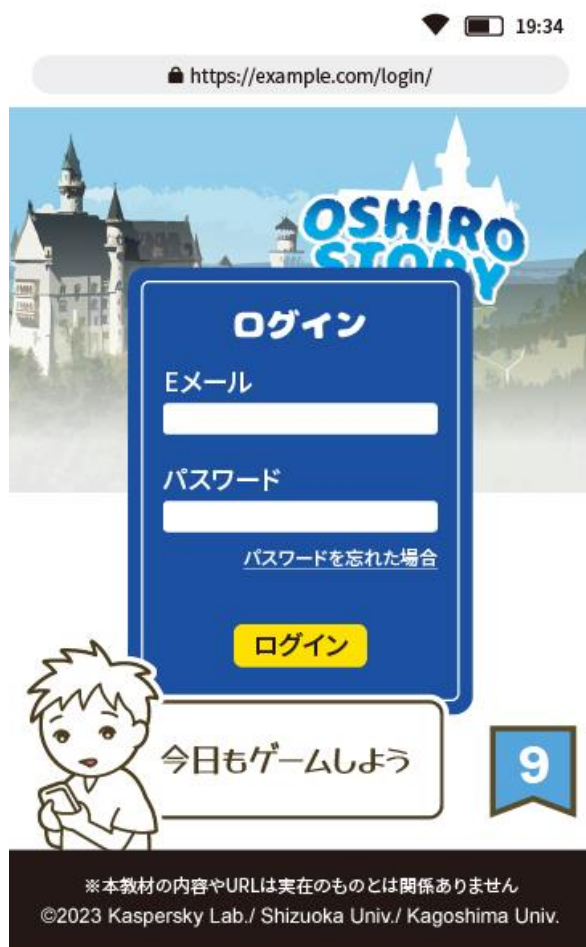 19:34
https://example.com/login/
OSHIRO
STORY
ログイン
Eメール
パスワード
パスワードを忘れた場合
ログイン
今日もゲームしよう
9
※本教材の内容やURLは実在のものとは関係ありません
©2023 Kaspersky Lab./ Shizuoka Univ./ Kagoshima Univ.